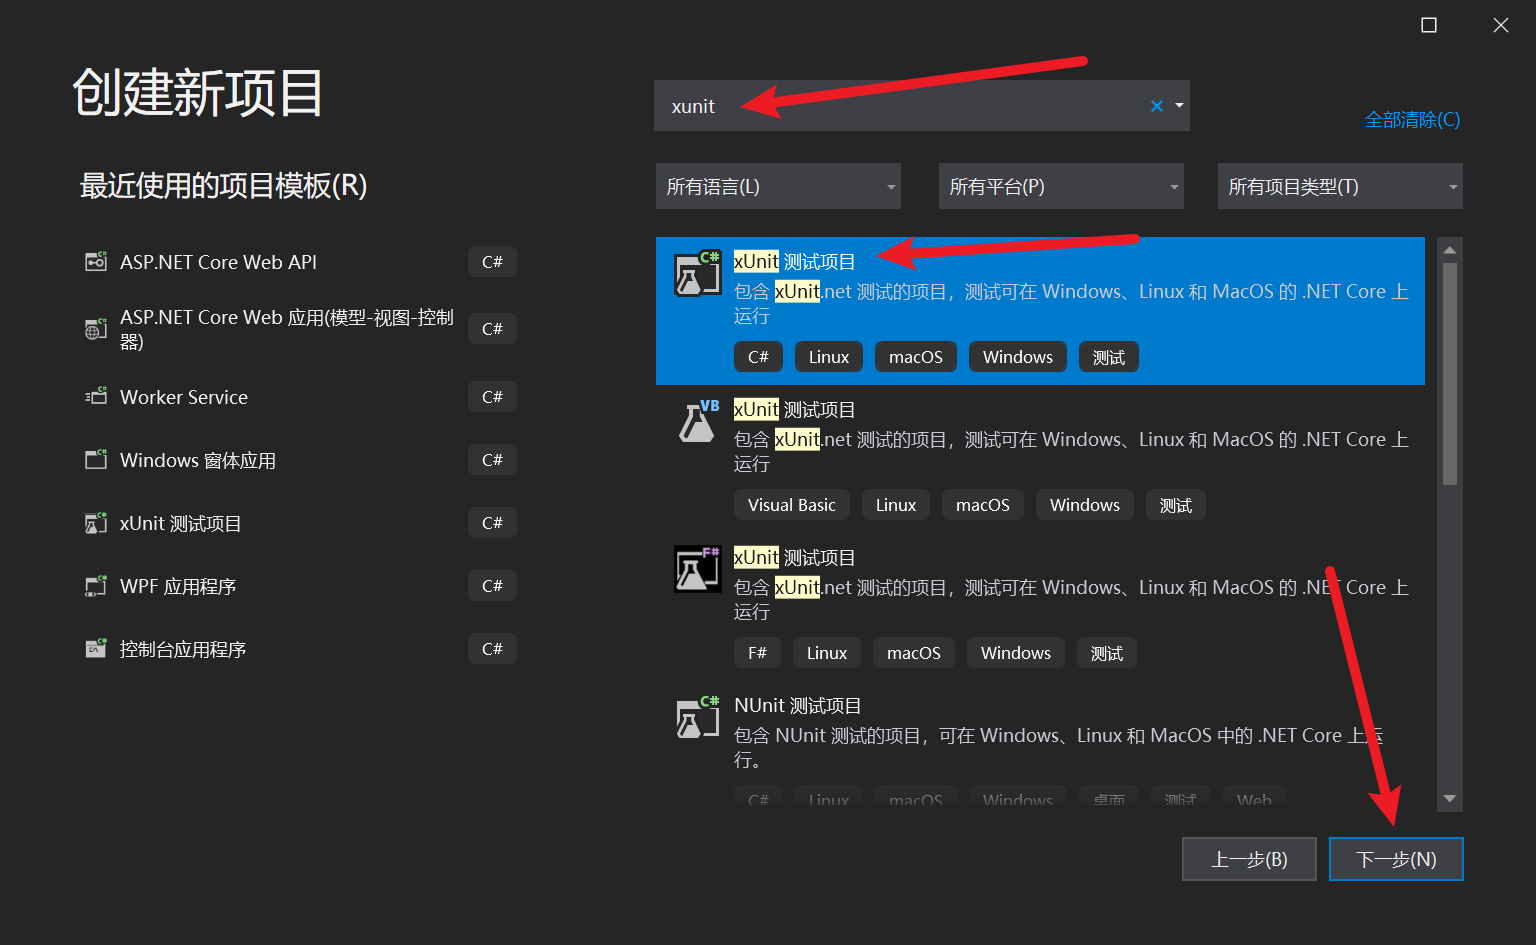 创建新项目
最近使用的项目模板(R)
ASP.NET Core Web API
C#
ASP.NET Core Web 应用(模型-视图-控制
器)
C#
Worker Service
C#
Windows 窗体应用
C#
xUnit 测试项目
C#
WPF 应用程序
C#
控制台应用程序
C#
xunit
全部清除(C)
所有语言(L)
所有平台(P)
所有项目类型(T)
C#
xUnit 测试项目
包含 xUnit.net 测试的项目，测试可在 Windows、Linux 和 MacOS 的 .NET Core 上
运行
C# Linux macOS Windows 测试
VB
xUnit 测试项目
包含 xUnit.net 测试的项目，测试可在 Windows、Linux 和 MacOS 的 .NET Core 上
运行
Visual Basic Linux macOS Windows 测试
F#
xUnit 测试项目
包含 xUnit.net 测试的项目，测试可在 Windows、Linux 和 MacOS 的 .NET Core 上
运行
F# Linux macOS Windows 测试
C#
NUnit 测试项目
包含 NUnit 测试的项目，可在 Windows、Linux 和 MacOS 中的 .NET Core 上运
行。
C# Linux macOS Windows 桌面 测试 Web
上一步(B)
下一步(N)